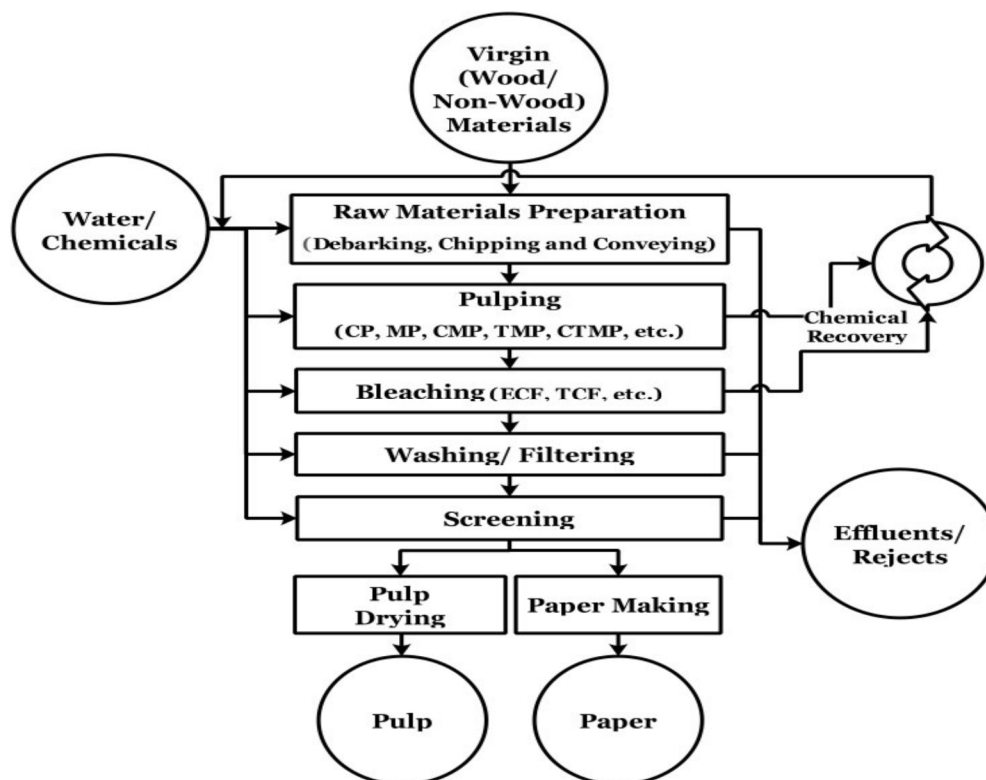 Virgin
(Wood/
Non-Wood)
Materials
Water/
Chemicals
Raw Materials Preparation
(Debarking, Chipping and Conveying)
Pulping
(CP, MP, CMP, TMP, CTMP, etc.)
Chemical
Recovery
Bleaching (ECF, TCF, etc.)
Washing/ Filtering
Screening
Effluents/
Rejects
Pulp
Drying
Paper Making
Pulp
Paper